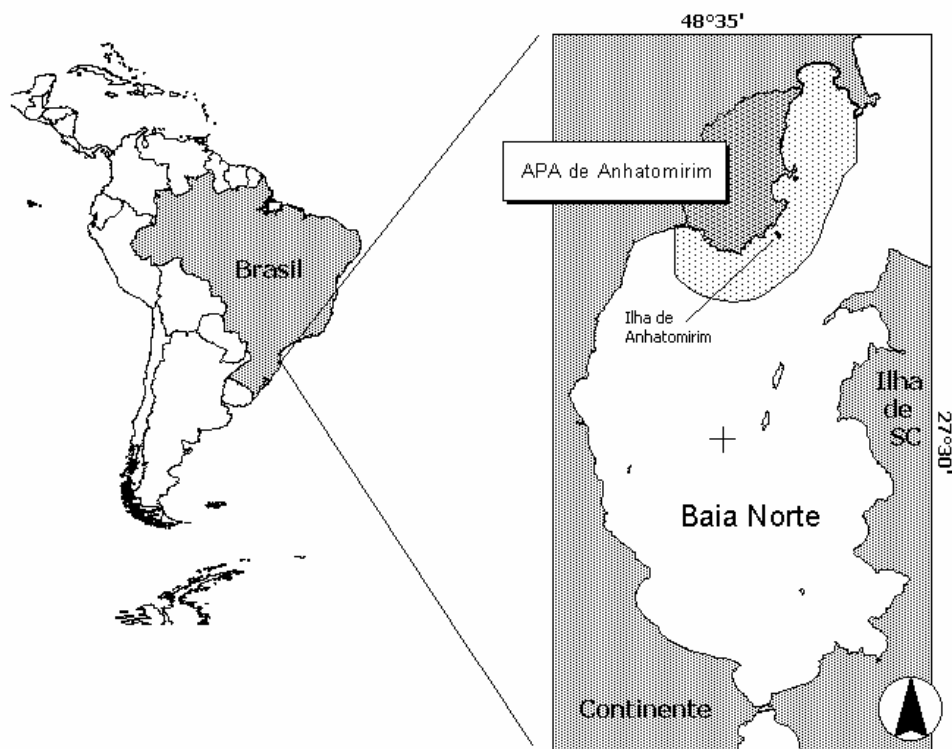 48°35'
APA de Anhatomirim
Brasil
Ilha de
Anhatomirim
Ilha
de
SC
27°30'
Baia Norte
Continente